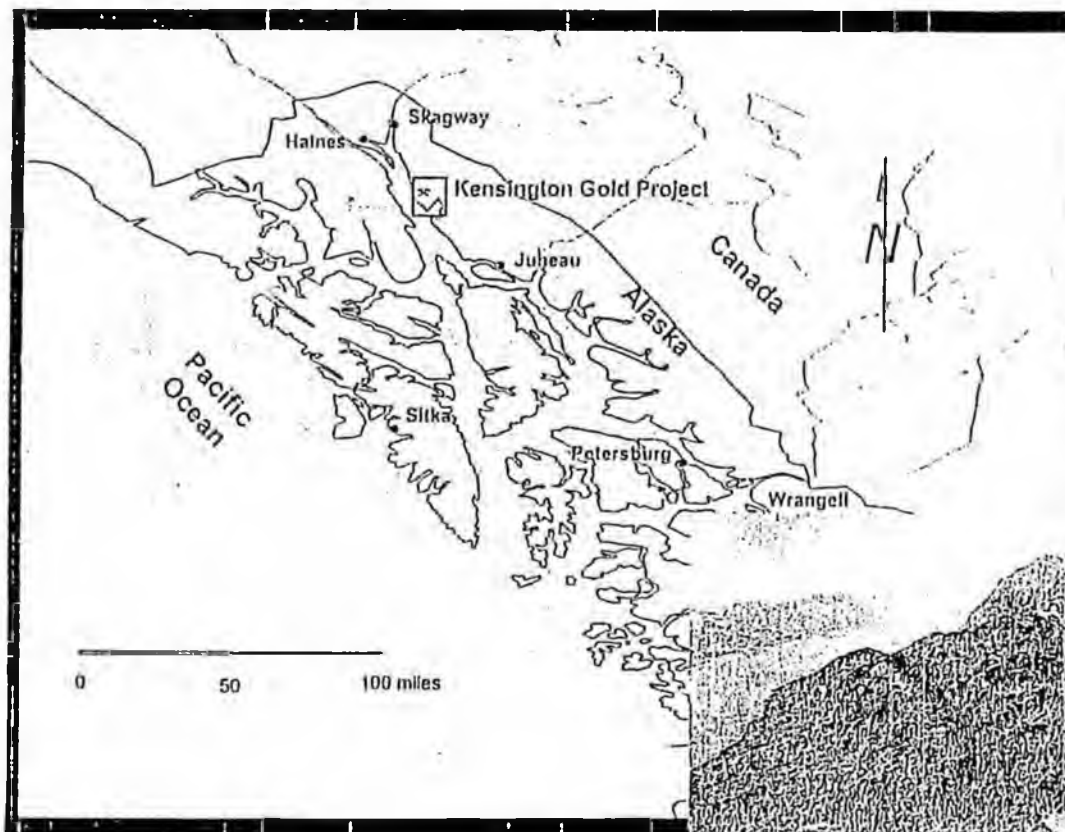 Skagway
Haines
Kensington Gold Project
Juneau
Canada
Alaska
N
Pacific
Ocean
Sitka
Petersburg
Wrangell
0 50 100 miles